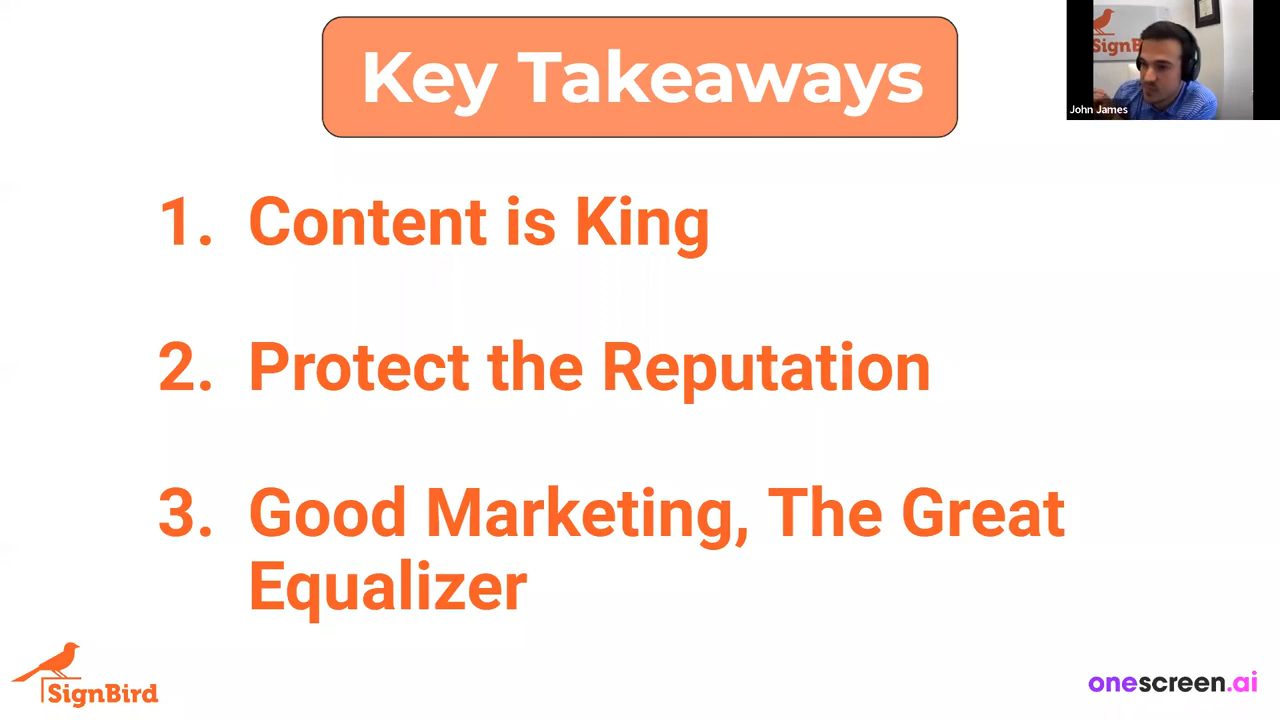 Key Takeaways
SignB
John James
1. Content is King
2. Protect the Reputation
3. Good Marketing, The Great
Equalizer
SignBird
onescreen.ai